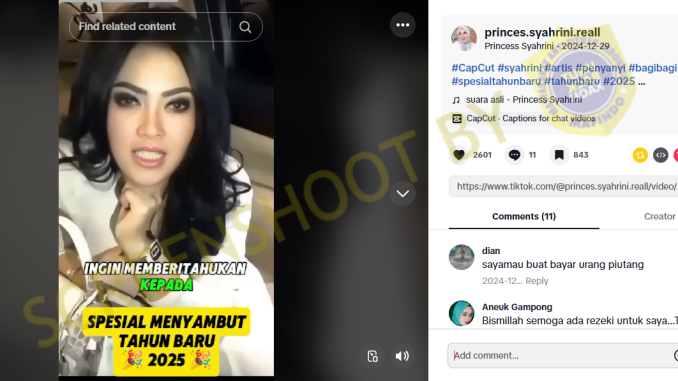 Find related content
INGIN MEMBERITAHUKAN
KEPADA
SPESIAL MENYAMBUT
TAHUN BARU
🎉 2025 🎉
SCREENSHOOT BY
princes.syahrini.reall
Princess Syahrini · 2024-12-29
#CapCut #syahrini #artis #penyanyi #bagibagi
#spesialtahunbaru #tahunbaru #2025 ...
suara asli - Princess Syahrini
CapCut · Captions for chat videos
2601
11
843
https://www.tiktok.com/@princes.syahrini.reall/video/
Comments (11)
Creator
dian
sayamau buat bayar urang piutang
2024-12... Reply
Aneuk Gampong
Bismillah semoga ada rezeki untuk saya...T
Add comment...
MAFINDO